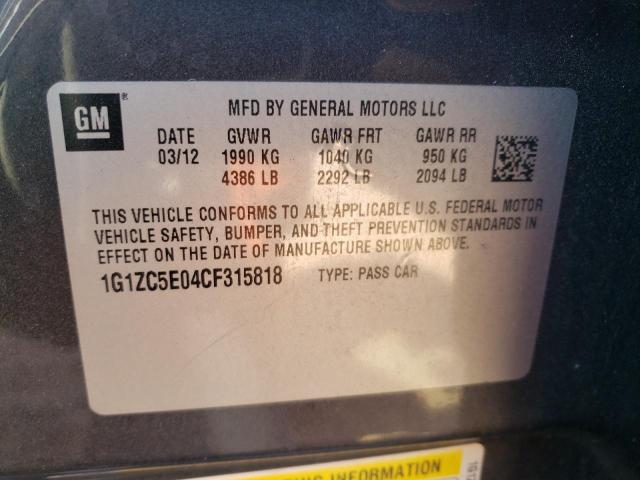 GM®
MFD BY GENERAL MOTORS LLC
DATE GVWR GAWR FRT GAWR RR
03/12 1990 KG 1040 KG 950 KG
4386 LB 2292 LB 2094 LB
THIS VEHICLE CONFORMS TO ALL APPLICABLE U.S. FEDERAL MOTOR
VEHICLE SAFETY, BUMPER, AND THEFT PREVENTION STANDARDS IN
EFFECT ON THE DATE OF MANUFACTURE SHOWN ABOVE.
1G1ZC5E04CF315818 TYPE: PASS CAR
INFORMATION